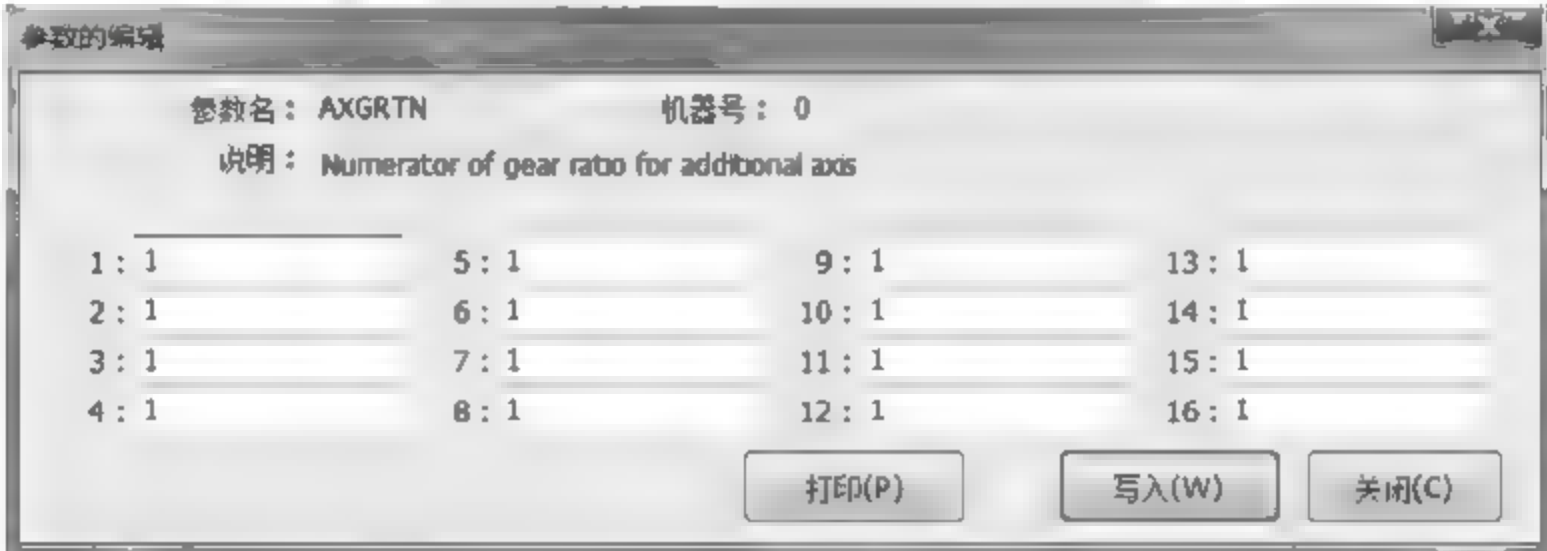 参数的编辑
X
参数名： AXGRTN 机器号： 0
说明： Numerator of gear ratio for additional axis
1： 1 5： 1 9： 1 13： 1
2： 1 6： 1 10： 1 14： 1
3： 1 7： 1 11： 1 15： 1
4： 1 8： 1 12： 1 16： 1
打印(P) 写入(W) 关闭(C)